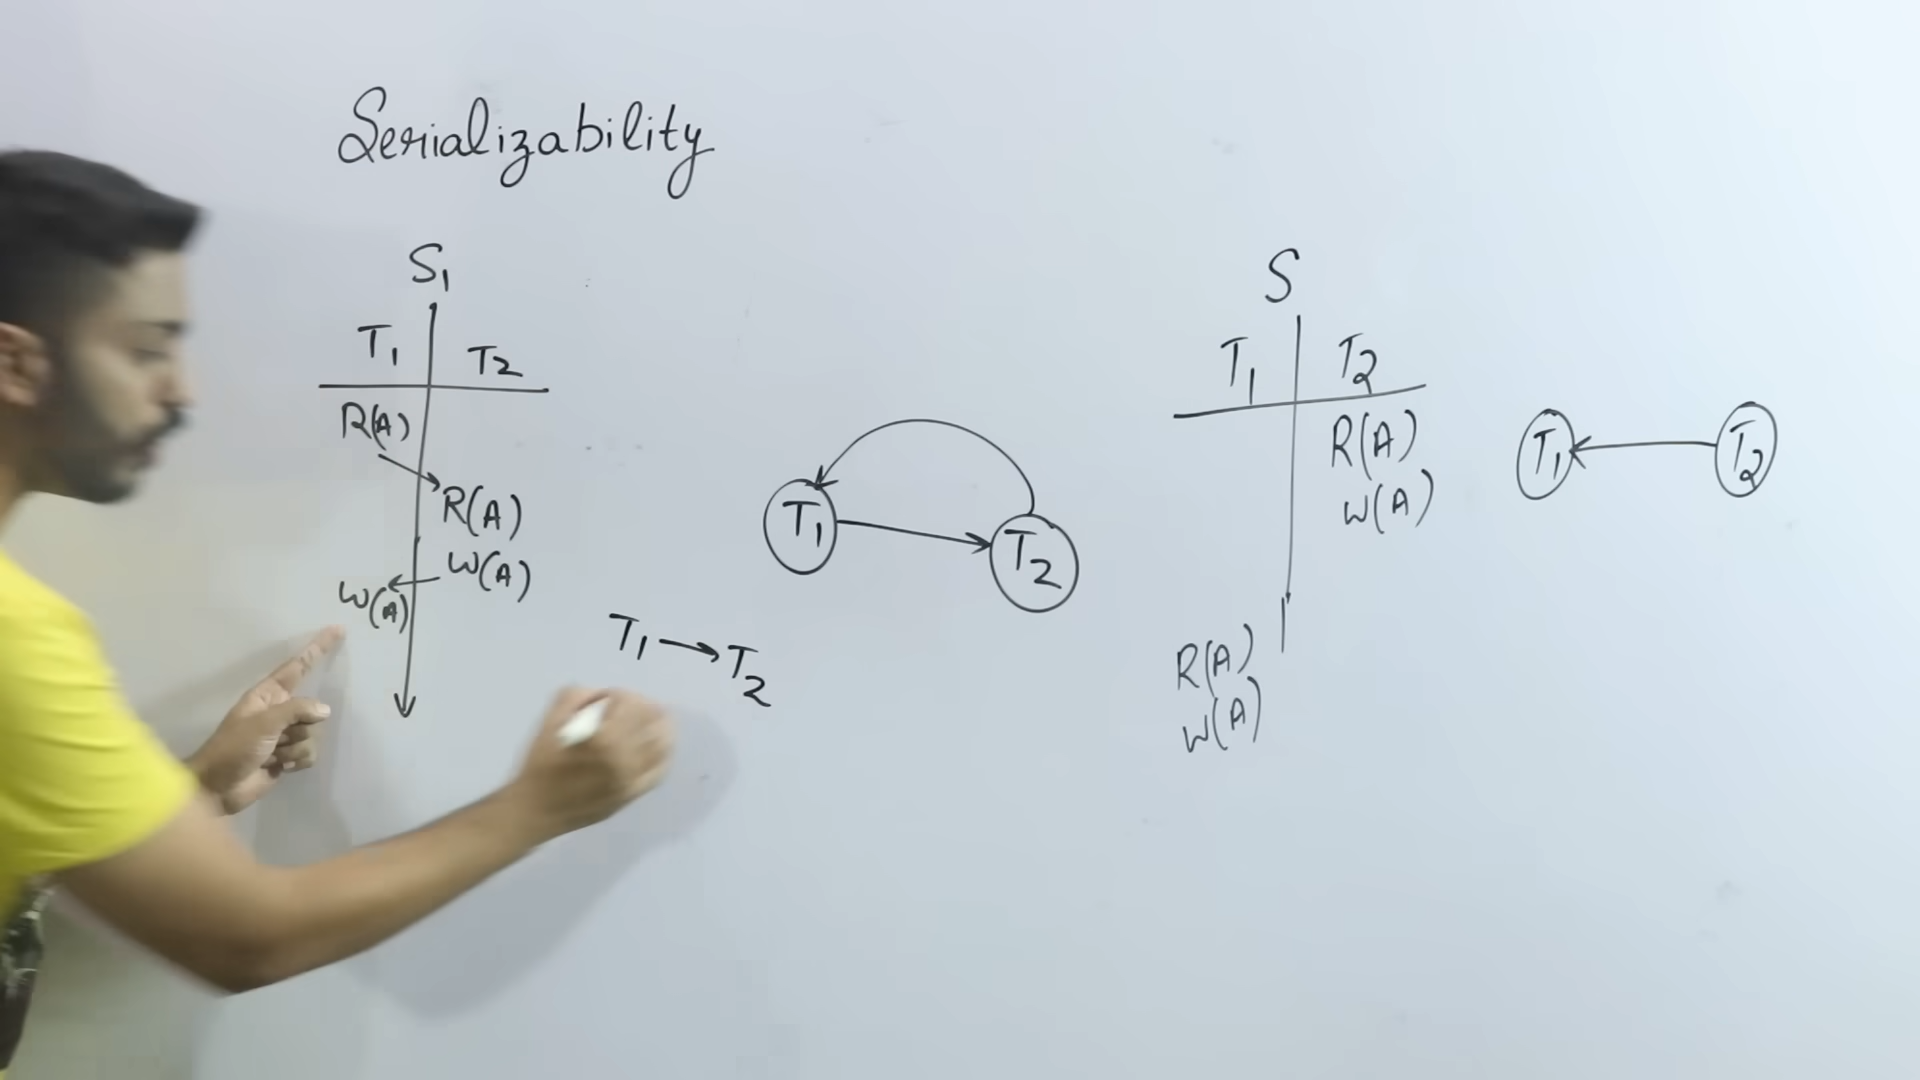 Serializability
S1
T1 T2
R(A)
R(A)
W(A)
W(A)
T1 T2
T1 → T2
S
T1 T2
R(A)
W(A)
R(A)
W(A)
T1 T2